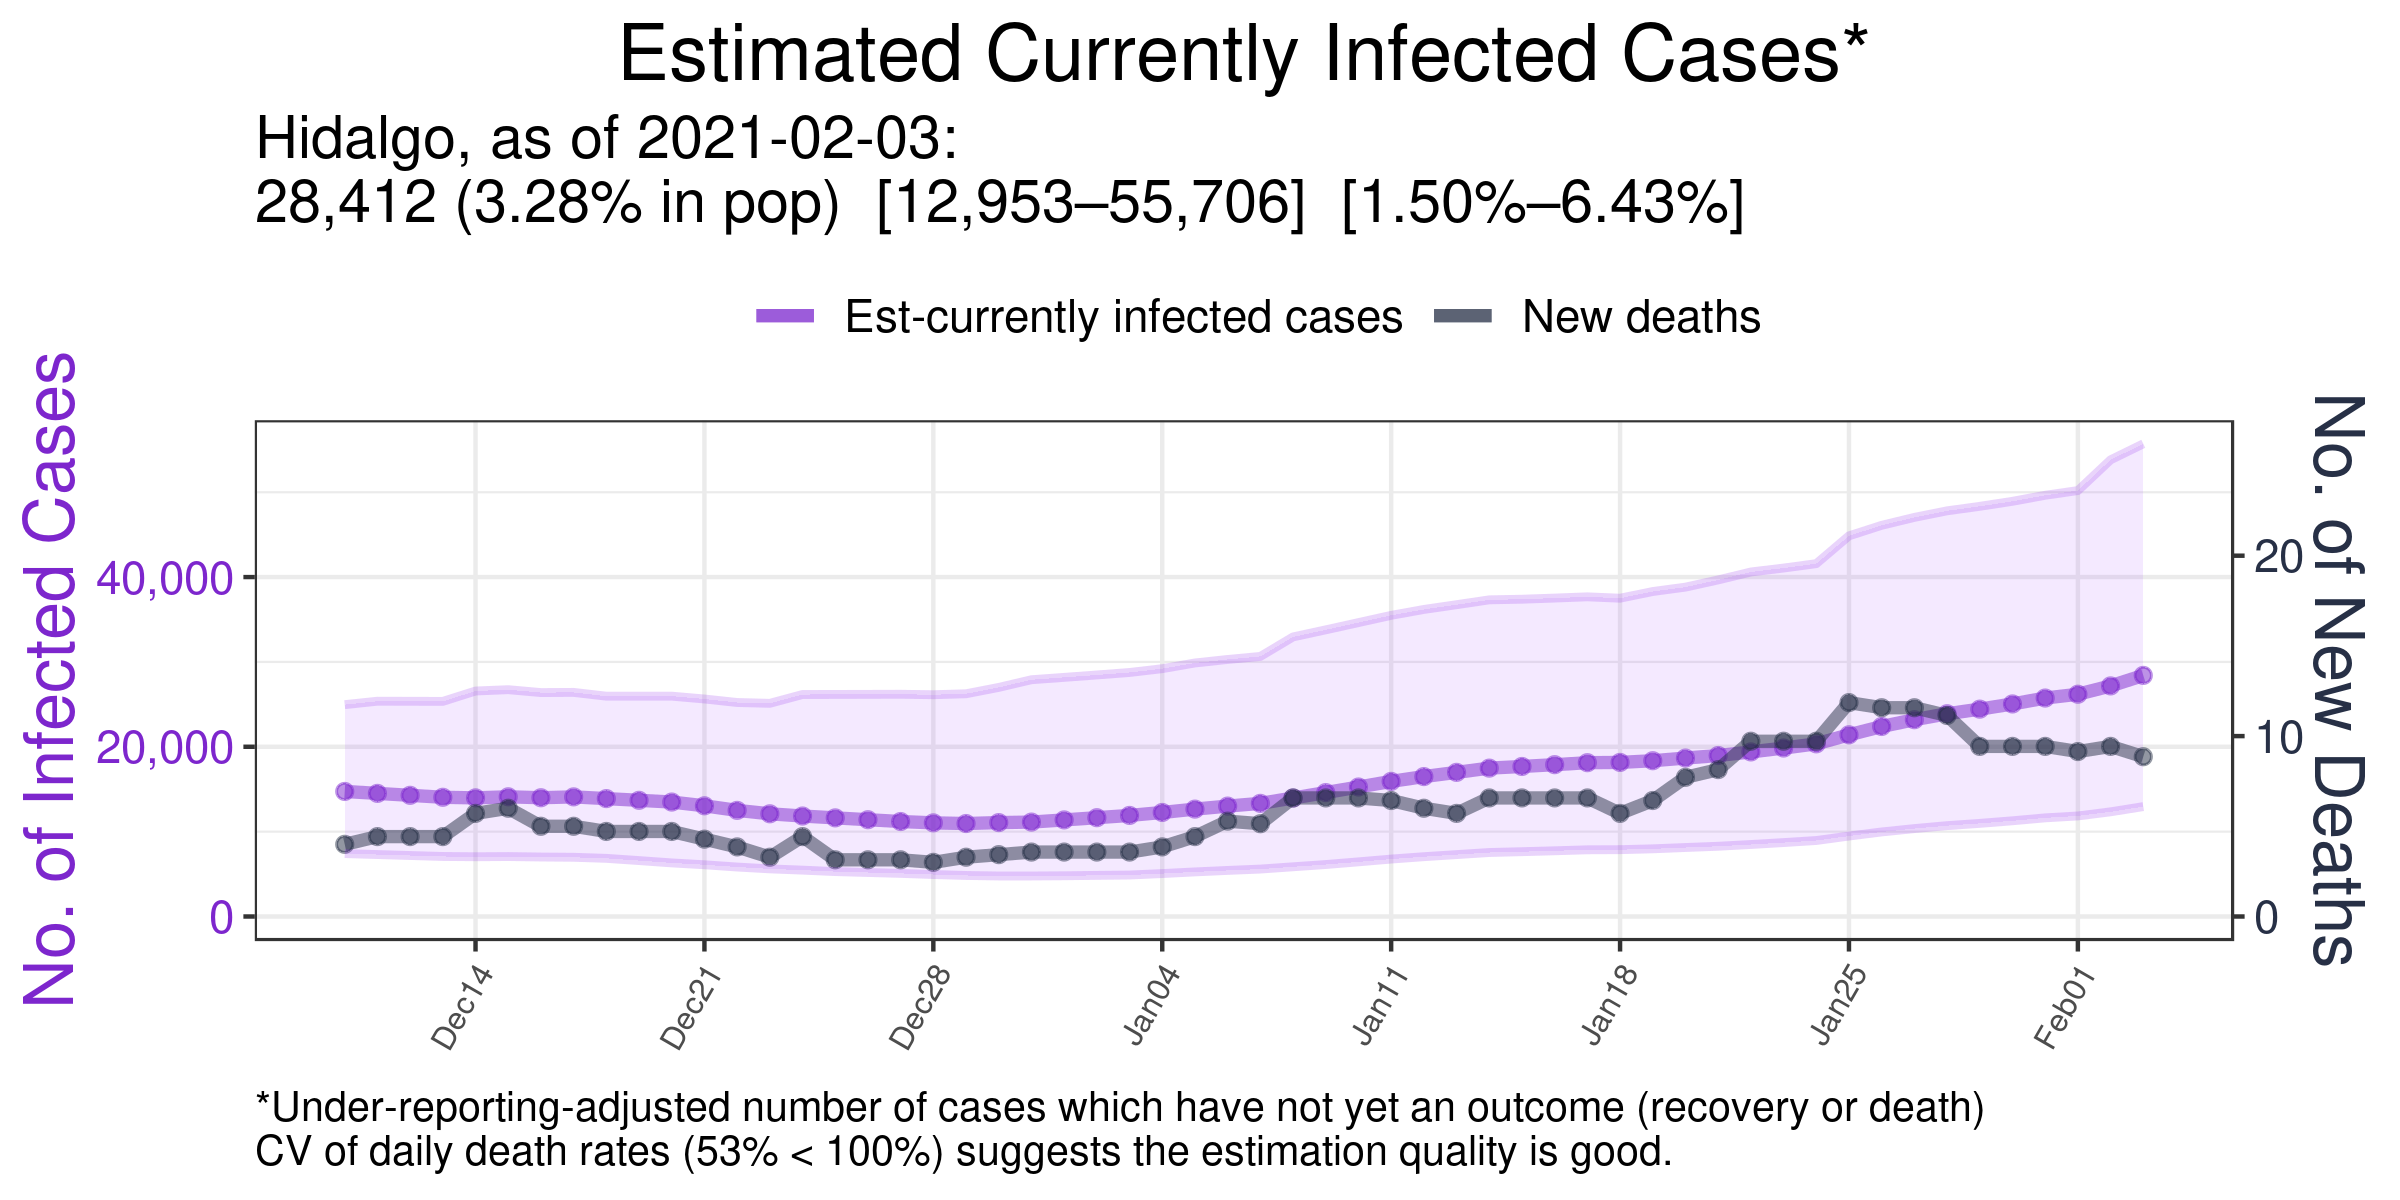 Estimated Currently Infected Cases*
Hidalgo, as of 2021-02-03:
28,412 (3.28% in pop)  [12,953–55,706]  [1.50%–6.43%]
Est-currently infected cases
New deaths
No. of Infected Cases
40,000
20,000
0
No. of New Deaths
20
10
0
Dec14
Dec21
Dec28
Jan04
Jan11
Jan18
Jan25
Feb01
*Under-reporting-adjusted number of cases which have not yet an outcome (recovery or death)
CV of daily death rates (53% < 100%) suggests the estimation quality is good.